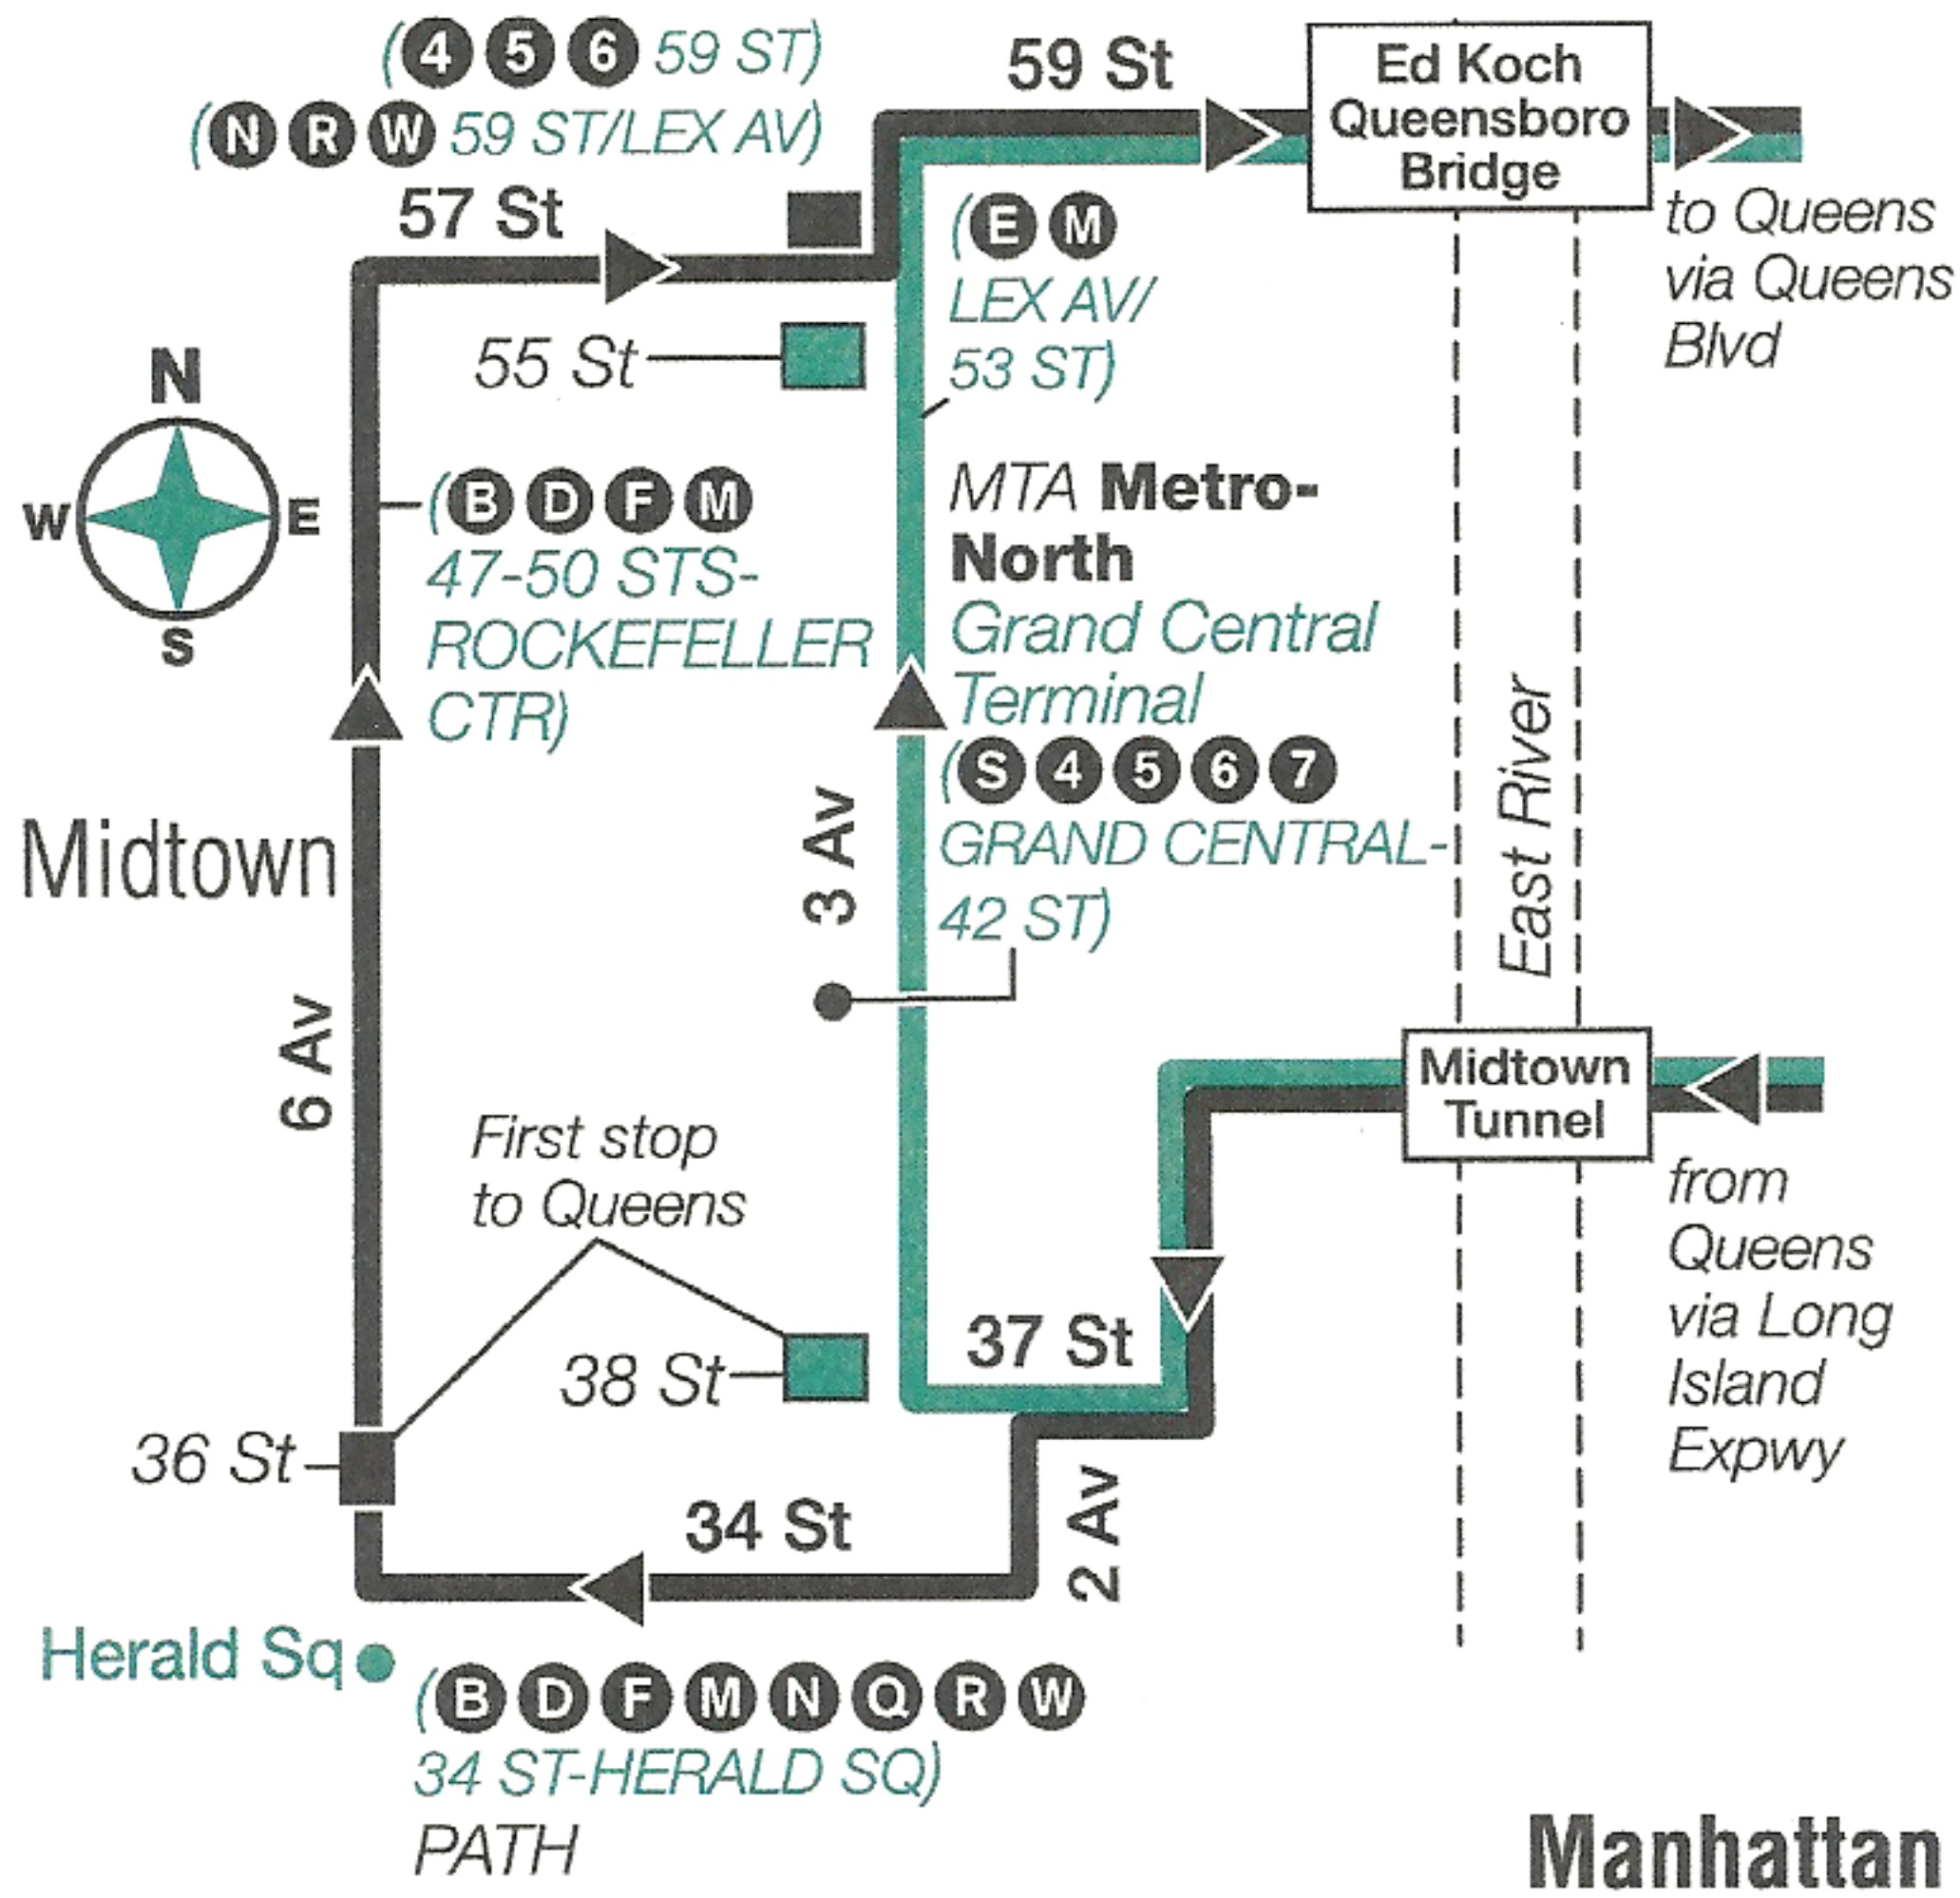 (4 5 6 59 ST)
(N R W 59 ST/LEX AV)
59 St
Ed Koch
Queensboro
Bridge
57 St
to Queens
via Queens
Blvd
(E M
LEX AV/
53 ST)
55 St
N
W
E
S
(B D F M
47-50 STS-
ROCKEFELLER
CTR)
MTA Metro-
North
Grand Central
Terminal
(S 4 5 6 7
GRAND CENTRAL-
42 ST)
3 Av
East River
Midtown
6 Av
Midtown
Tunnel
First stop
to Queens
from
Queens
via Long
Island
Expwy
37 St
38 St
36 St
34 St
2 Av
Herald Sq
(B D F M N Q R W
34 ST-HERALD SQ)
PATH
Manhattan